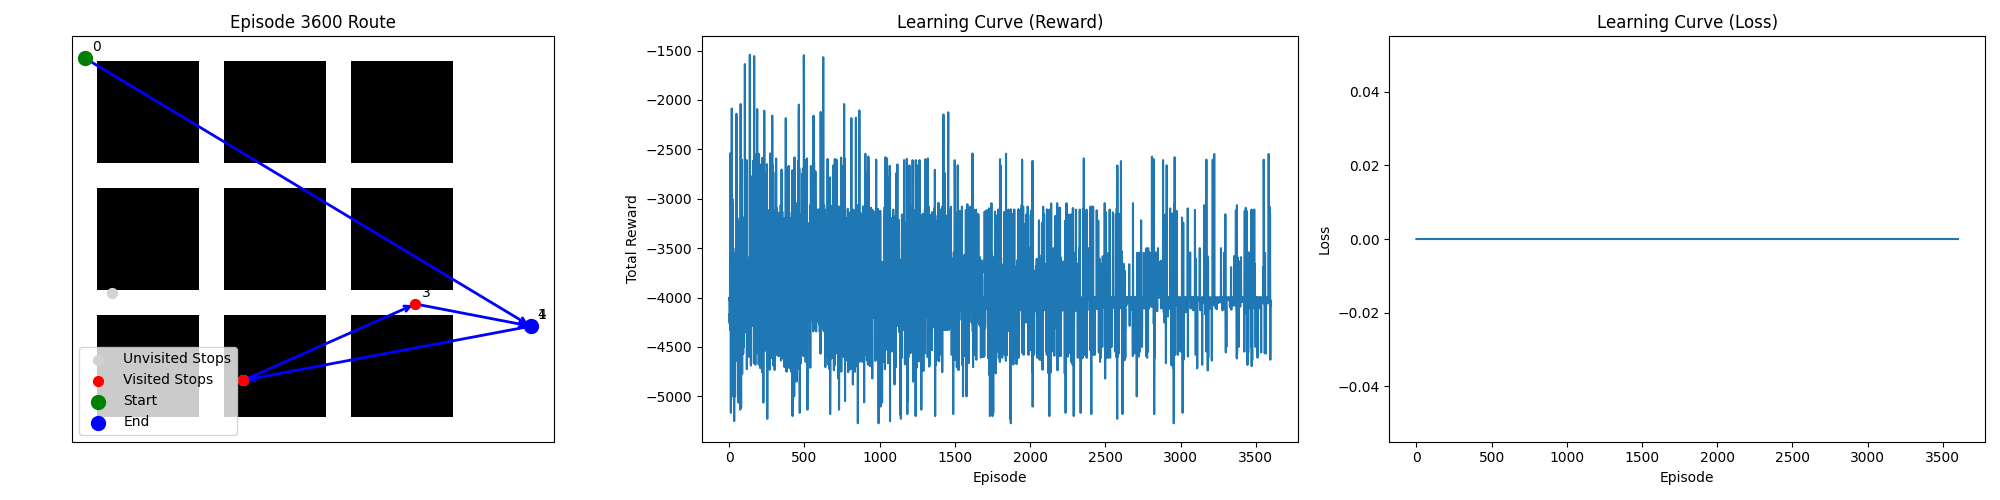 Episode 3600 Route
0
3
Unvisited Stops
Visited Stops
Start
End
Learning Curve (Reward)
Total Reward
−1500
−2000
−2500
−3000
−3500
−4000
−4500
−5000
0
500
1000
1500
2000
2500
3000
3500
Episode
Learning Curve (Loss)
Loss
0.04
0.02
0.00
−0.02
−0.04
0
500
1000
1500
2000
2500
3000
3500
Episode